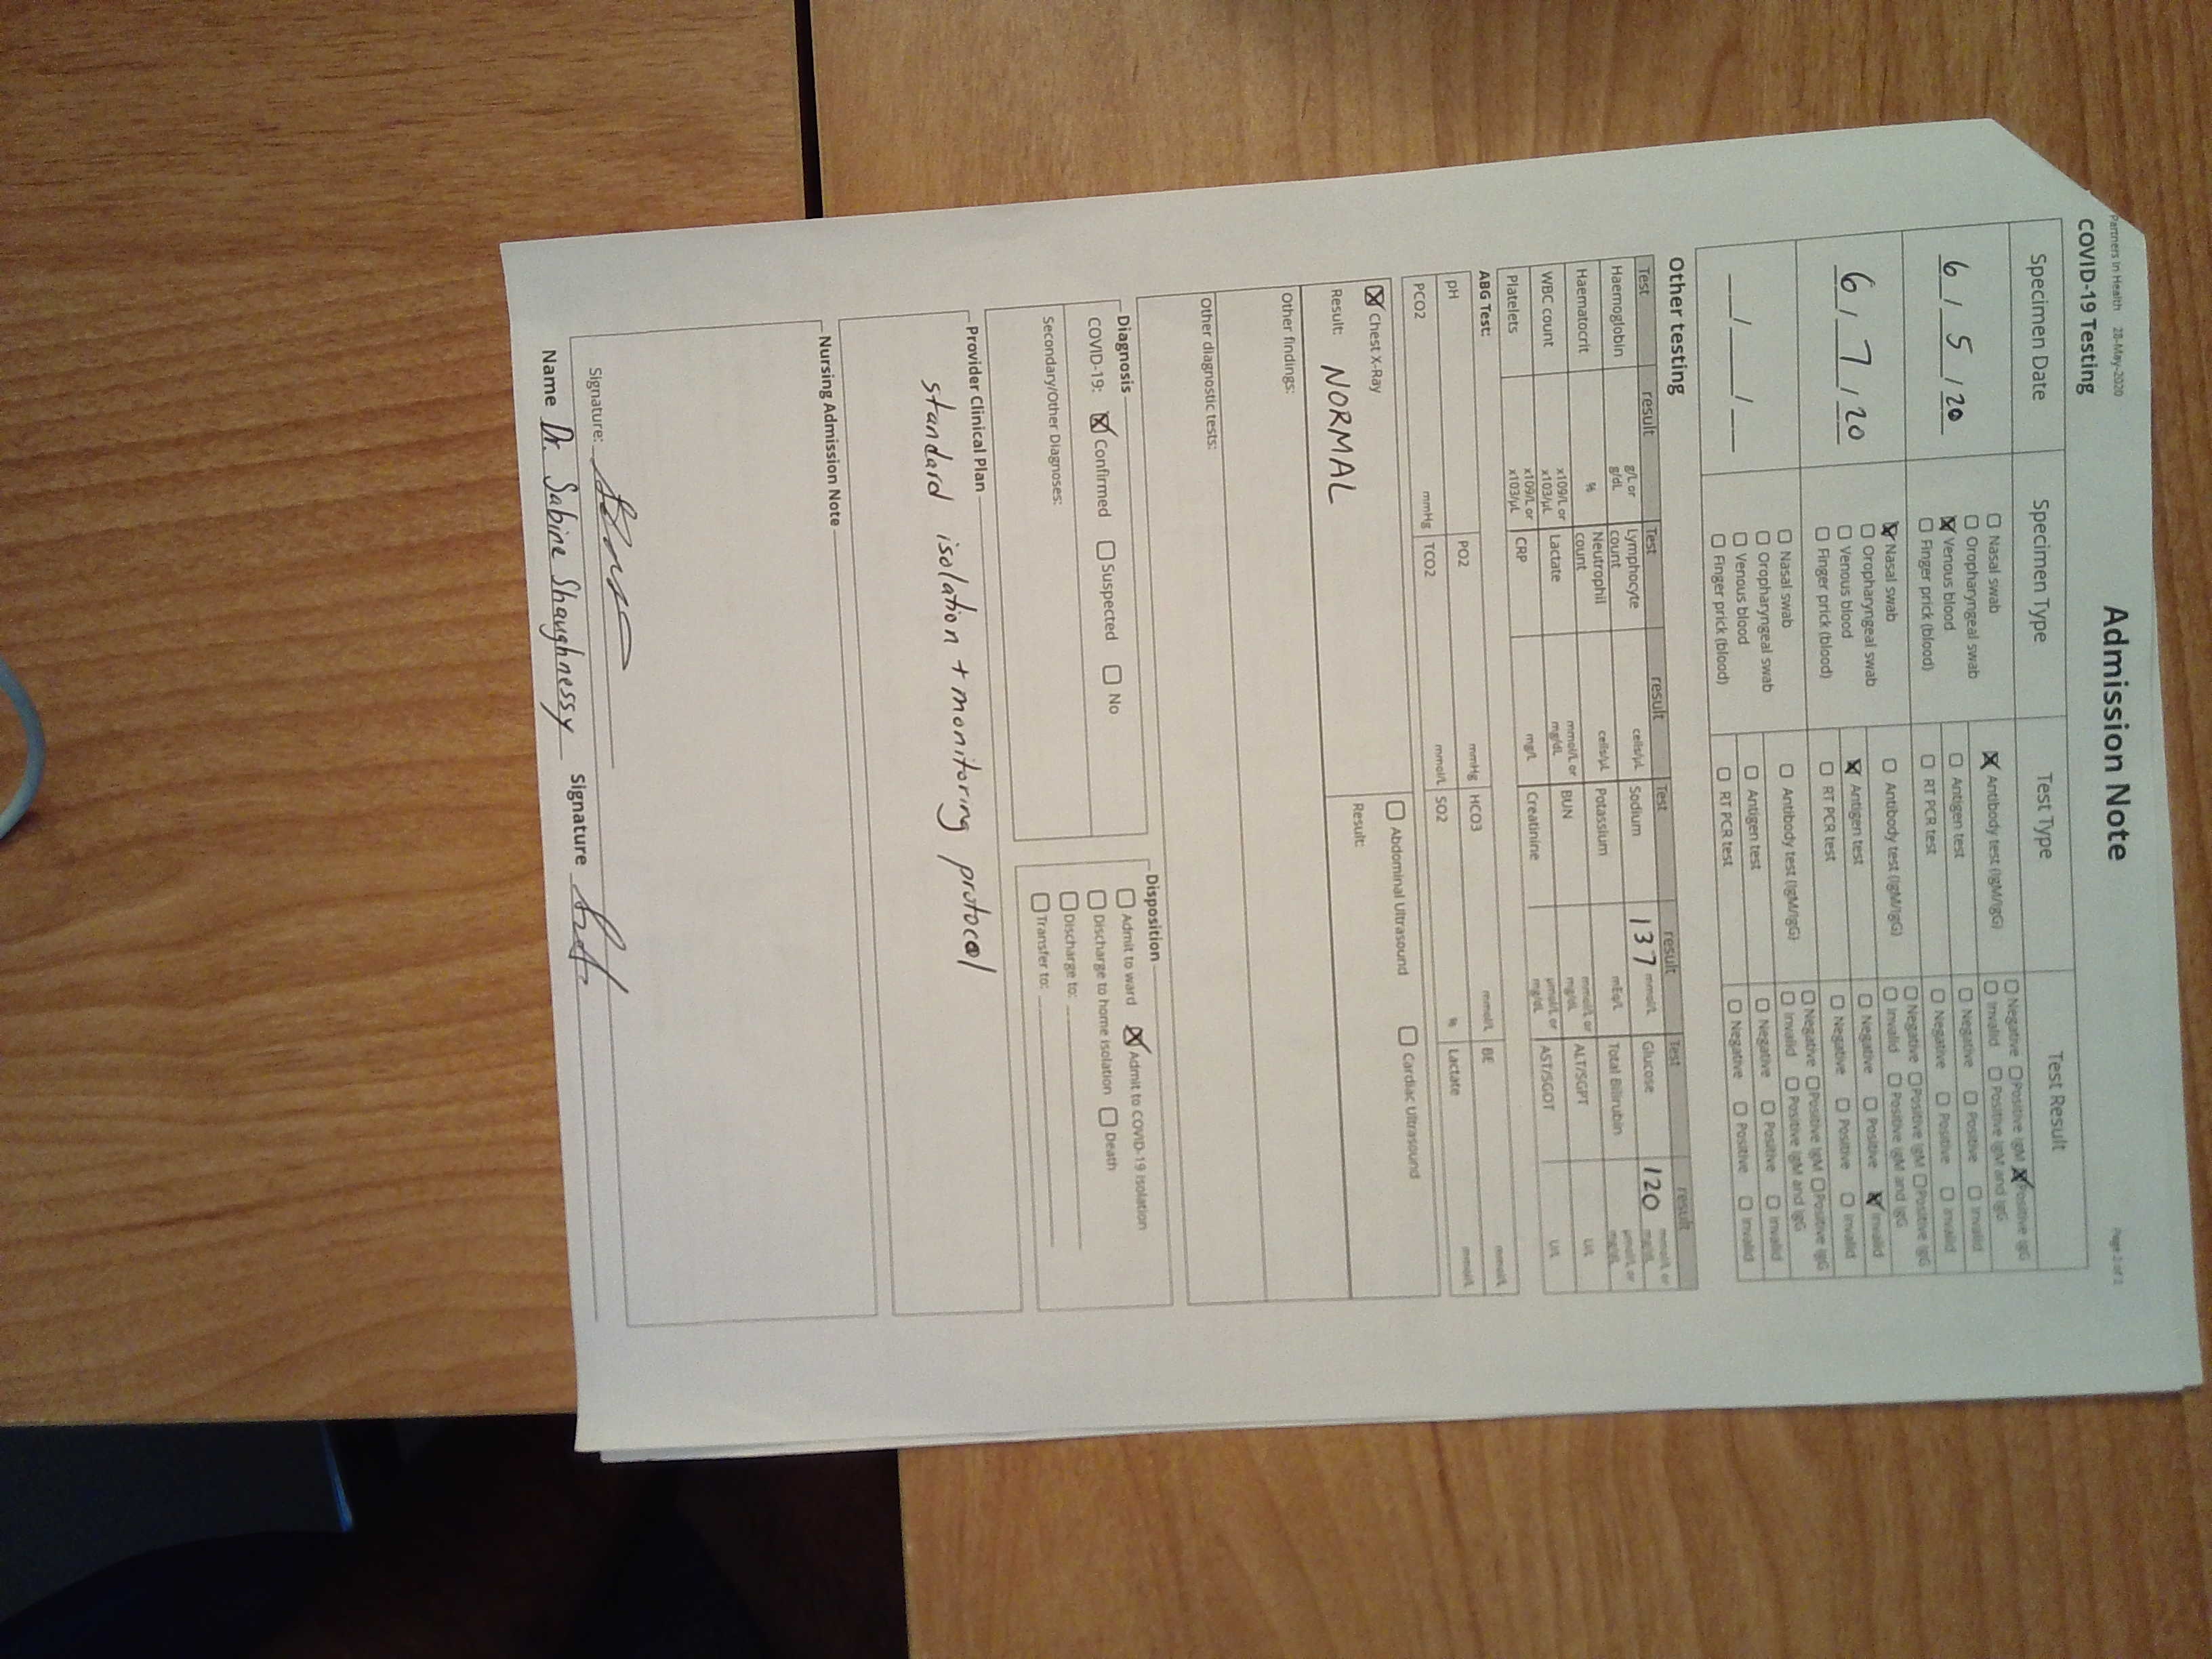 Partners In Health 28-May-2020
Page 2 of 2
Admission Note
COVID-19 Testing
Specimen Date Specimen Type Test Type Test Result
6 / 5 / 20
☐ Nasal swab
☐ Oropharyngeal swab
☒ Venous blood
☐ Finger prick (blood)
☒ Antibody test (IgM/IgG) ☐ Negative ☐ Positive IgM ☒ Positive IgG
☐ Invalid ☐ Positive IgM and IgG
☐ Antigen test ☐ Negative ☐ Positive ☐ Invalid
☐ RT PCR test ☐ Negative ☐ Positive ☐ Invalid
6 / 7 / 20
☒ Nasal swab
☐ Oropharyngeal swab
☐ Venous blood
☐ Finger prick (blood)
☐ Antibody test (IgM/IgG) ☐ Negative ☐ Positive IgM ☐ Positive IgG
☐ Invalid ☐ Positive IgM and IgG
☒ Antigen test ☐ Negative ☐ Positive ☒ Invalid
☐ RT PCR test ☐ Negative ☐ Positive ☐ Invalid
__/__/__
☐ Nasal swab
☐ Oropharyngeal swab
☐ Venous blood
☐ Finger prick (blood)
☐ Antibody test (IgM/IgG) ☐ Negative ☐ Positive IgM ☐ Positive IgG
☐ Invalid ☐ Positive IgM and IgG
☐ Antigen test ☐ Negative ☐ Positive ☐ Invalid
☐ RT PCR test ☐ Negative ☐ Positive ☐ Invalid
Other testing
Test result Test result Test result Test result
Haemoglobin g/L or g/dL Lymphocyte count cells/µL Sodium 137 mmol/L Glucose 120 mmol/L or mg/dL
Haematocrit % Neutrophil count cells/µL Potassium mEq/L Total Bilirubin µmol/L or mg/dL
WBC count x109/L or x103/µL Lactate mmol/L or mg/dL BUN mmol/L or mg/dL ALT/SGPT U/L
Platelets x109/L or x103/µL CRP mg/L Creatinine µmol/L or mg/dL AST/SGOT U/L
ABG Test:
pH PO2 mmHg HCO3 mmol/L BE mmol/L
PCO2 mmHg TCO2 mmol/L SO2 % Lactate mmol/L
☒ Chest X-Ray ☐ Abdominal Ultrasound ☐ Cardiac Ultrasound
Result: NORMAL Result:
Other findings:
Other diagnostic tests:
Diagnosis
COVID-19: ☒ Confirmed ☐ Suspected ☐ No
Secondary/Other Diagnoses:
Disposition
☐ Admit to ward ☒ Admit to COVID-19 isolation
☐ Discharge to home isolation ☐ Death
☐ Discharge to:
☐ Transfer to:
Provider Clinical Plan
standard isolation + monitoring protocol
Nursing Admission Note
Signature:
Name Dr. Sabine Shaughnessy Signature